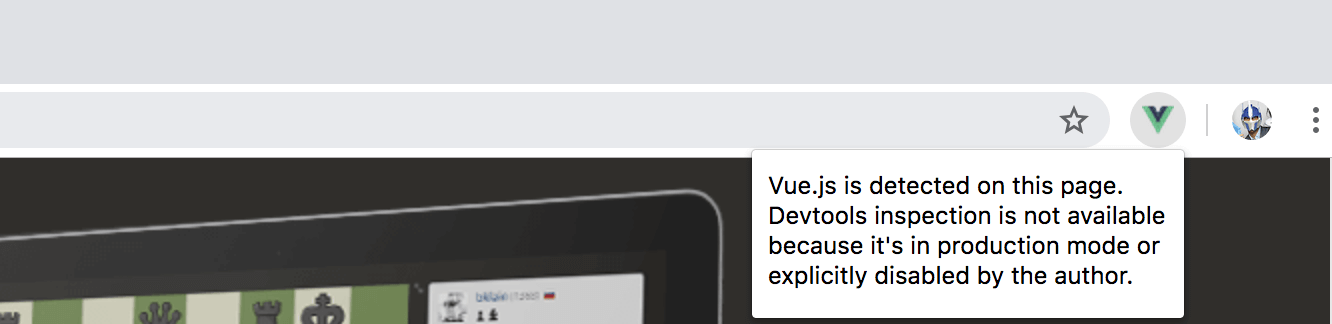 Vue.js is detected on this page.
Devtools inspection is not available
because it's in production mode or
explicitly disabled by the author.